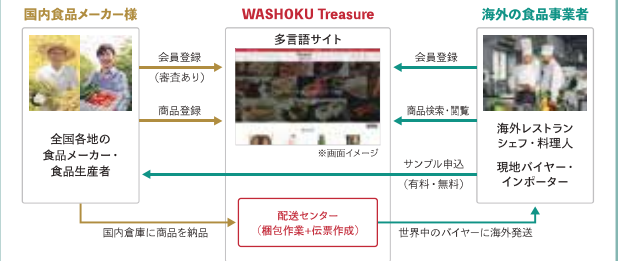 国内食品メーカー様
WASHOKU Treasure
海外の食品事業者
多言語サイト
会員登録
（審査あり）
商品登録
会員登録
商品検索・閲覧
※画面イメージ
全国各地の
食品メーカー・
食品生産者
海外レストラン
シェフ・料理人
現地バイヤー・
インポーター
サンプル申込
（有料・無料）
配送センター
（梱包作業+伝票作成）
国内倉庫に商品を納品
世界中のバイヤーに海外発送